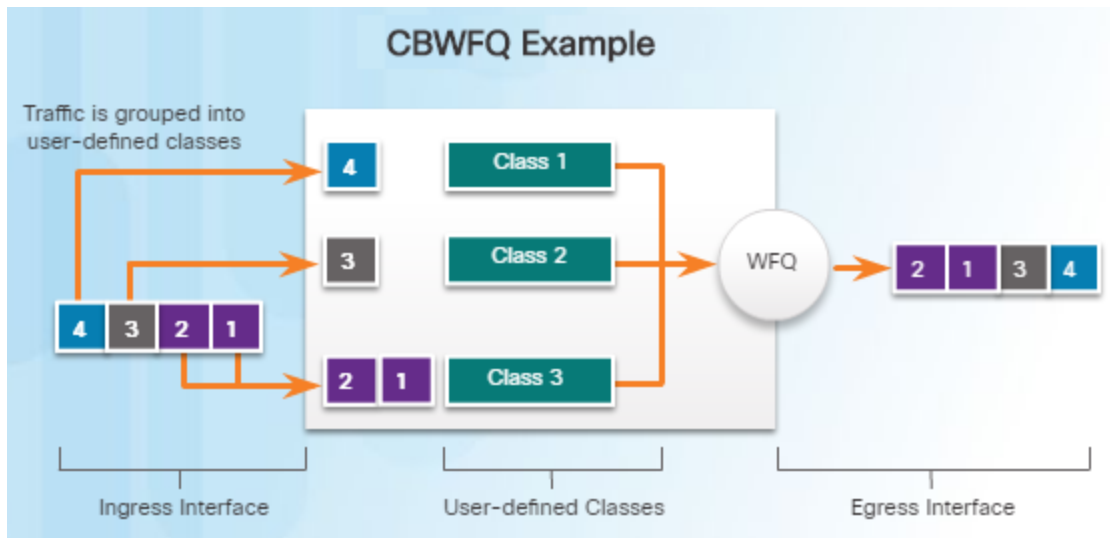 CBWFQ Example
Traffic is grouped into
user-defined classes
4
Class 1
3
Class 2
WFQ
2 1 3 4
4 3 2 1
2 1
Class 3
Ingress Interface
User-defined Classes
Egress Interface